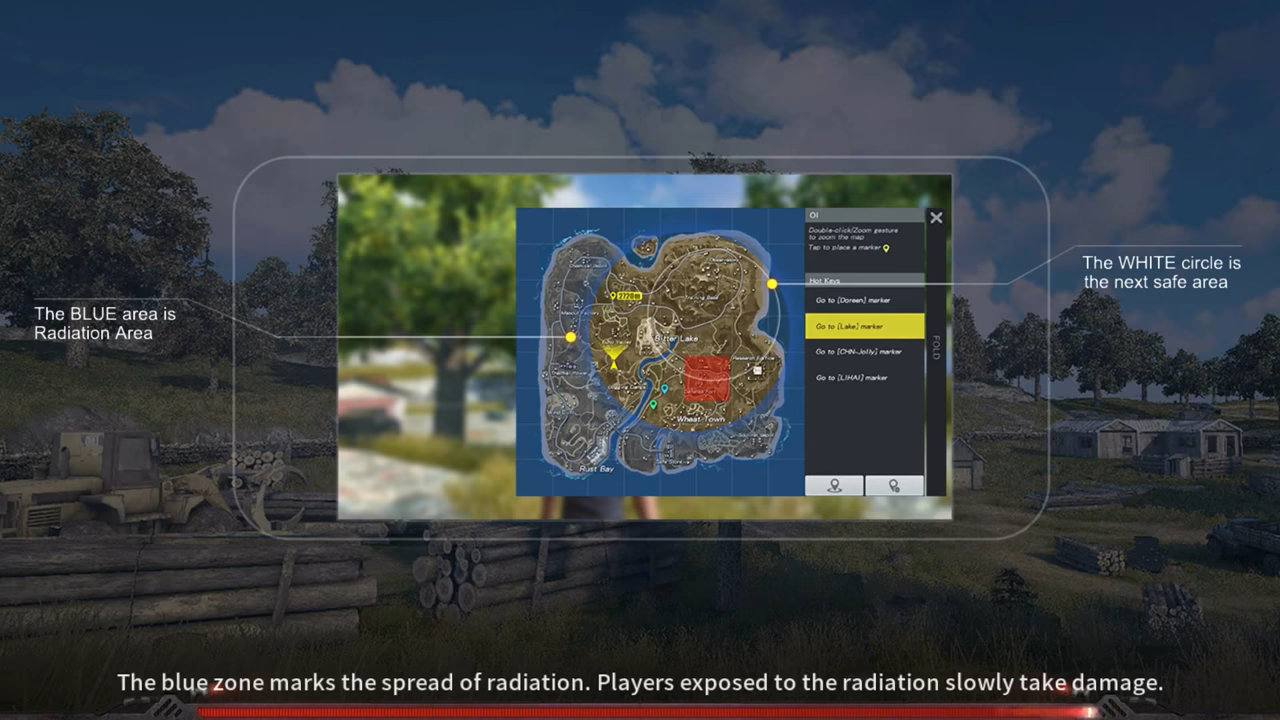 OI
Double-click/Zoom gesture
to zoom the map
Tap to place a marker
Hot Keys
Go to [Doreen] marker
Go to [Lake] marker
Go to [CHN-Jolly] marker
Go to [LIHAI] marker
FOLD
The WHITE circle is
the next safe area
The BLUE area is
Radiation Area
2720m
Bitter Lake
Wheat Town
Rust Bay
The blue zone marks the spread of radiation. Players exposed to the radiation slowly take damage.